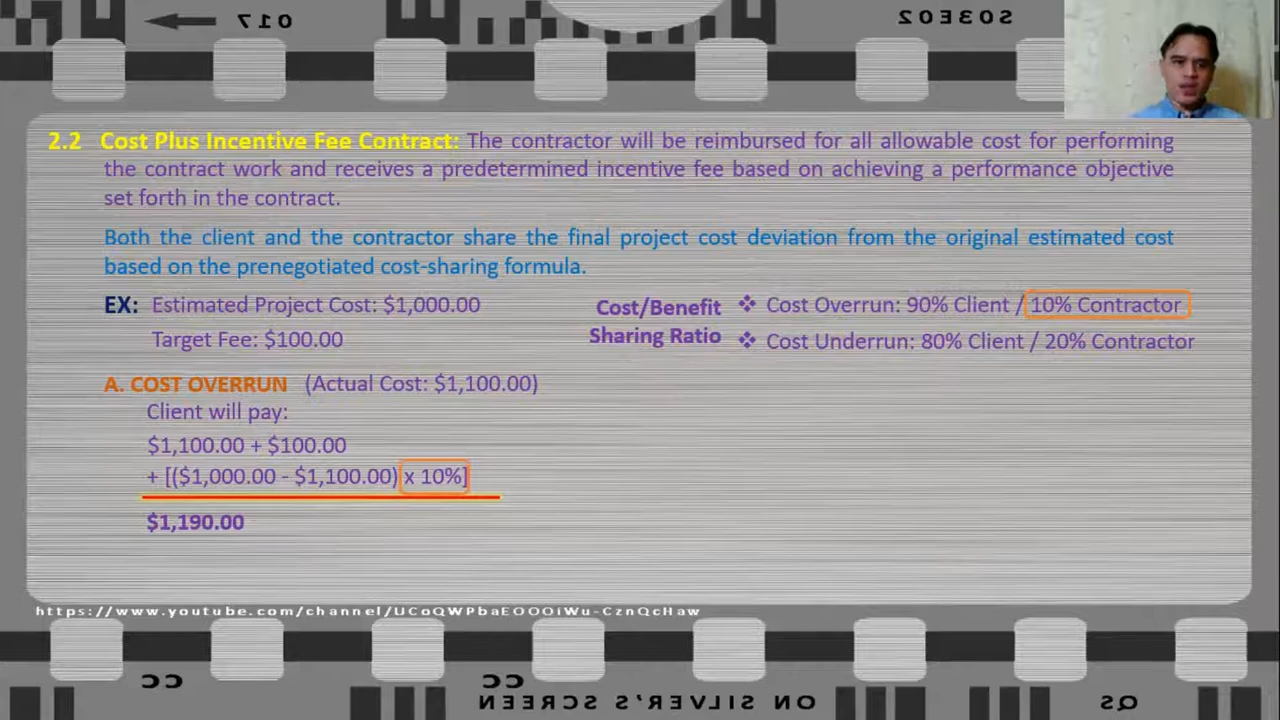 017
S03E02
2.2 Cost Plus Incentive Fee Contract: The contractor will be reimbursed for all allowable cost for performing
the contract work and receives a predetermined incentive fee based on achieving a performance objective
set forth in the contract.
Both the client and the contractor share the final project cost deviation from the original estimated cost
based on the prenegotiated cost-sharing formula.
EX: Estimated Project Cost: $1,000.00
Target Fee: $100.00
Cost/Benefit
Sharing Ratio
❖ Cost Overrun: 90% Client / 10% Contractor
❖ Cost Underrun: 80% Client / 20% Contractor
A. COST OVERRUN (Actual Cost: $1,100.00)
Client will pay:
$1,100.00 + $100.00
+ [($1,000.00 - $1,100.00) x 10%]
$1,190.00
https://www.youtube.com/channel/UCoQWPbaEOOOiWu-CznQcHaw
CC
CC
ON SILVER'S SCREEN
QS